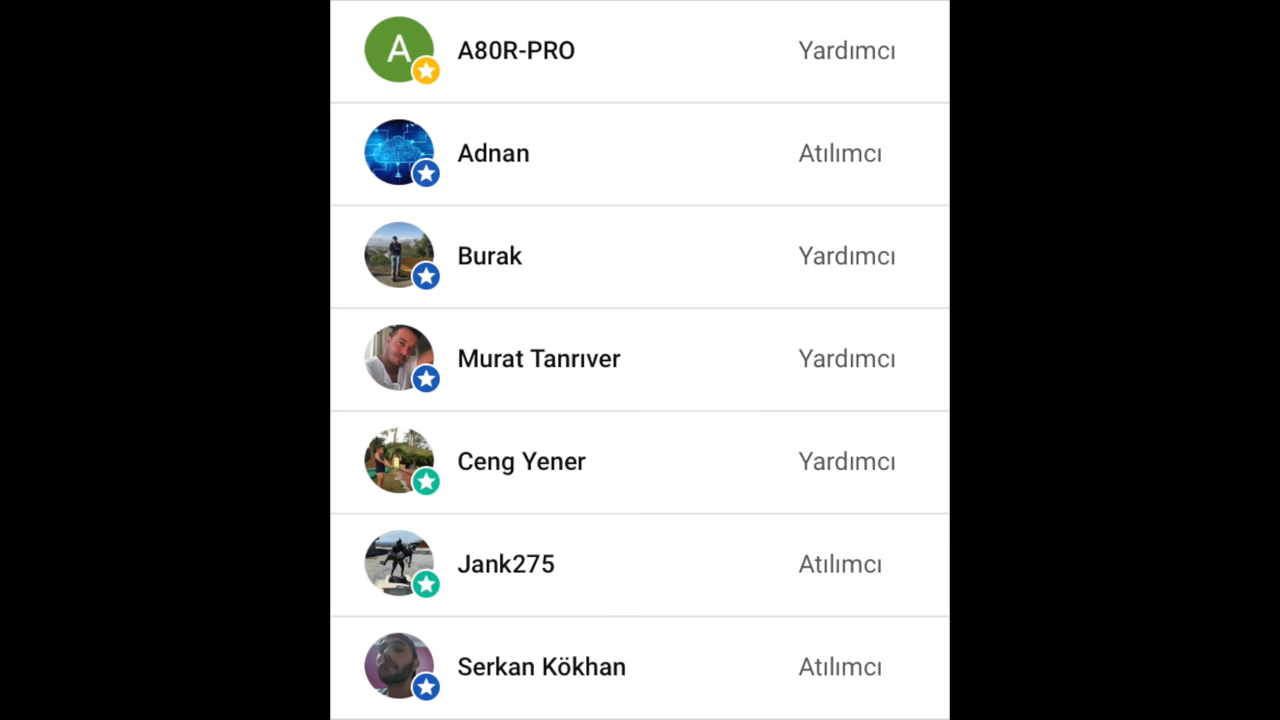 A
A80R-PRO
Yardımcı
Adnan
Atılımcı
Burak
Yardımcı
Murat Tanrıver
Yardımcı
Ceng Yener
Yardımcı
Jank275
Atılımcı
Serkan Kökhan
Atılımcı